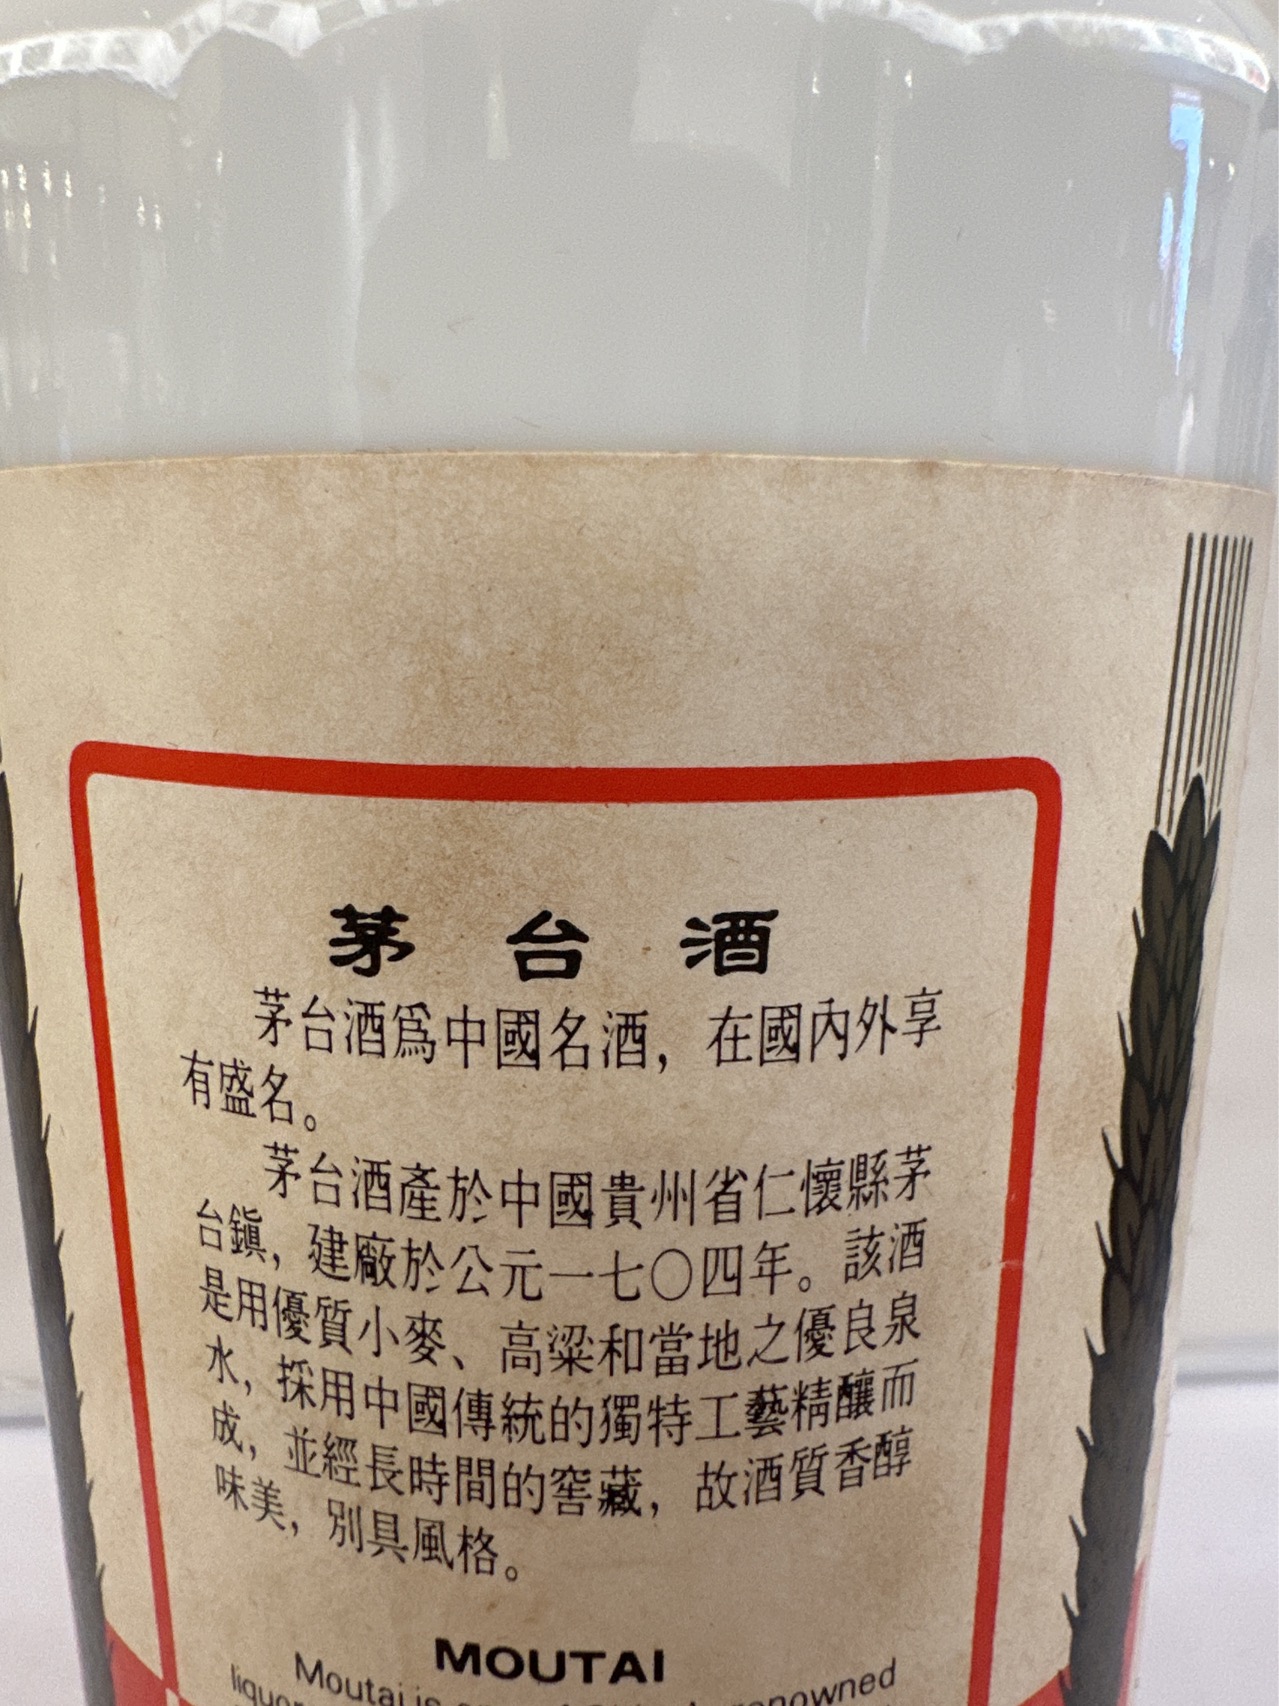 茅台酒
茅台酒爲中國名酒，在國內外享
有盛名。
茅台酒產於中國貴州省仁懷縣茅
台鎮，建廠於公元一七〇四年。該酒
是用優質小麥、高粱和當地之優良泉
水，採用中國傳統的獨特工藝精釀而
成，並經長時間的窖藏，故酒質香醇
味美，別具風格。
MOUTAI
Moutai is renowned
liquor